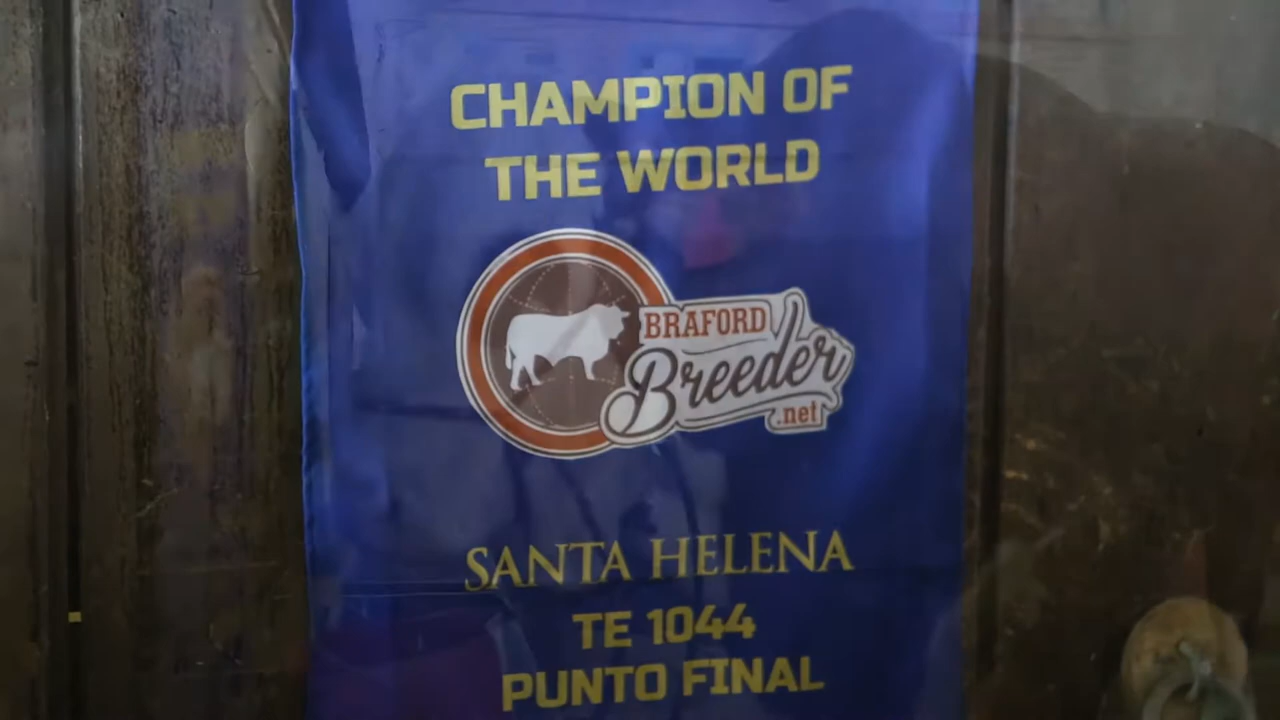 CHAMPION OF
THE WORLD
BRAFORD
Breeder
.net
SANTA HELENA
TE 1044
PUNTO FINAL